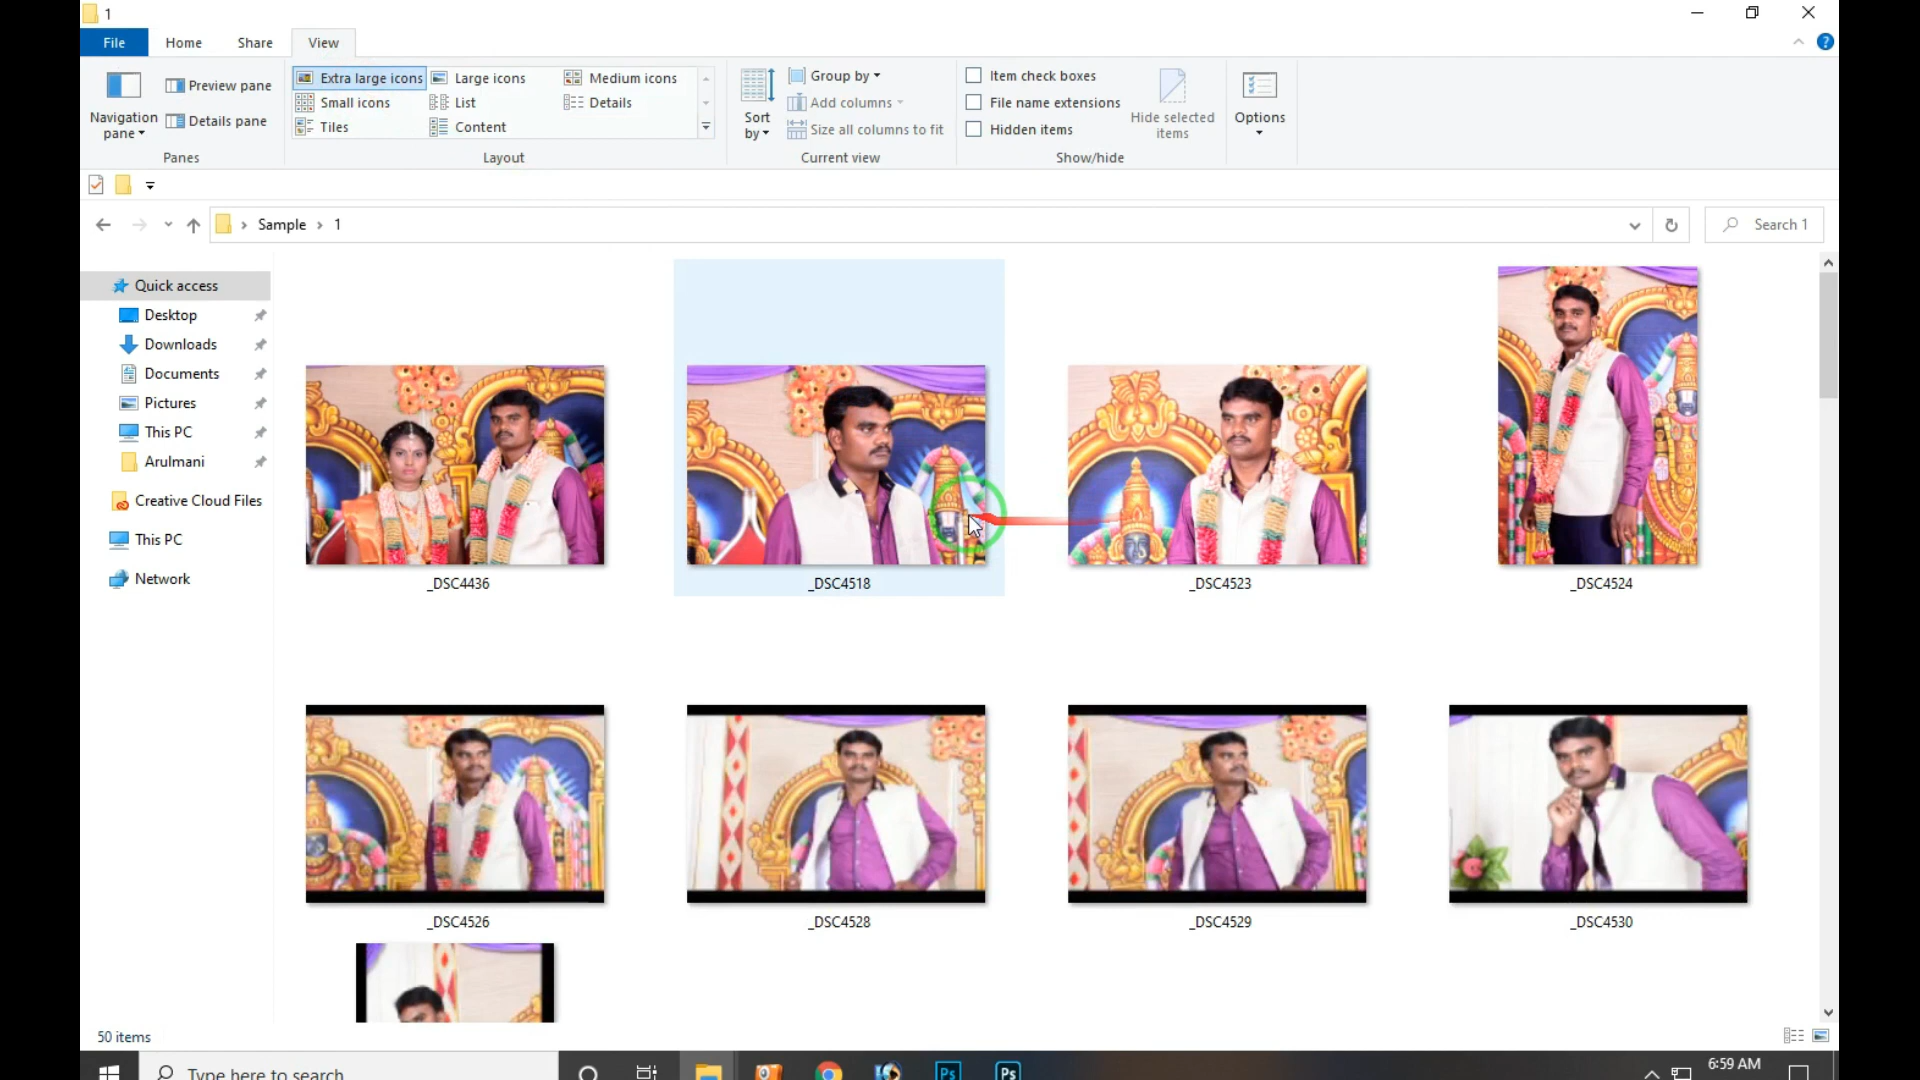 1
File Home Share View
Navigation pane
Preview pane
Details pane
Panes
Extra large icons Large icons Medium icons
Small icons List Details
Tiles Content
Layout
Sort by
Group by
Add columns
Size all columns to fit
Current view
Item check boxes
File name extensions
Hidden items
Hide selected items
Show/hide
Options
Sample 1
Search 1
Quick access
Desktop
Downloads
Documents
Pictures
This PC
Arulmani
Creative Cloud Files
This PC
Network
_DSC4436 _DSC4518 _DSC4523 _DSC4524
_DSC4526 _DSC4528 _DSC4529 _DSC4530
50 items
Type here to search
Ps Ps
6:59 AM